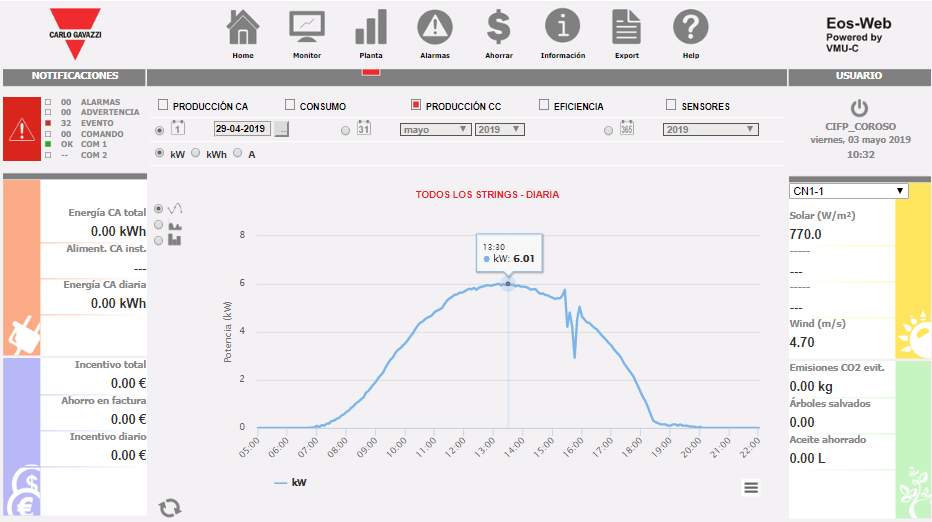 CARLO GAVAZZI
Home
Monitor
Planta
Alarmas
Ahorrar
Información
Export
Help
Eos-Web
Powered by
VMU-C
NOTIFICACIONES
USUARIO
00 ALARMAS
00 ADVERTENCIA
32 EVENTO
00 COMANDO
OK COM 1
-- COM 2
PRODUCCIÓN CA
CONSUMO
PRODUCCIÓN CC
EFICIENCIA
SENSORES
1
29-04-2019
...
31
mayo
2019
365
2019
kW
kWh
A
CIFP_COROSO
viernes, 03 mayo 2019
10:32
Energía CA total
0.00 kWh
Aliment. CA inst.
---
Energía CA diaria
0.00 kWh
Incentivo total
0.00 €
Ahorro en factura
0.00 €
Incentivo diario
0.00 €
TODOS LOS STRINGS - DIARIA
Potencia (kW)
8
6
4
2
0
13:30
kW: 6.01
05:00
06:00
07:00
08:00
09:00
10:00
11:00
12:00
13:00
14:00
15:00
16:00
17:00
18:00
19:00
20:00
21:00
22:00
kW
CN1-1
Solar (W/m²)
770.0
-----
---
-----
---
Wind (m/s)
4.70
Emisiones CO2 evit.
0.00 kg
Árboles salvados
0.00
Aceite ahorrado
0.00 L